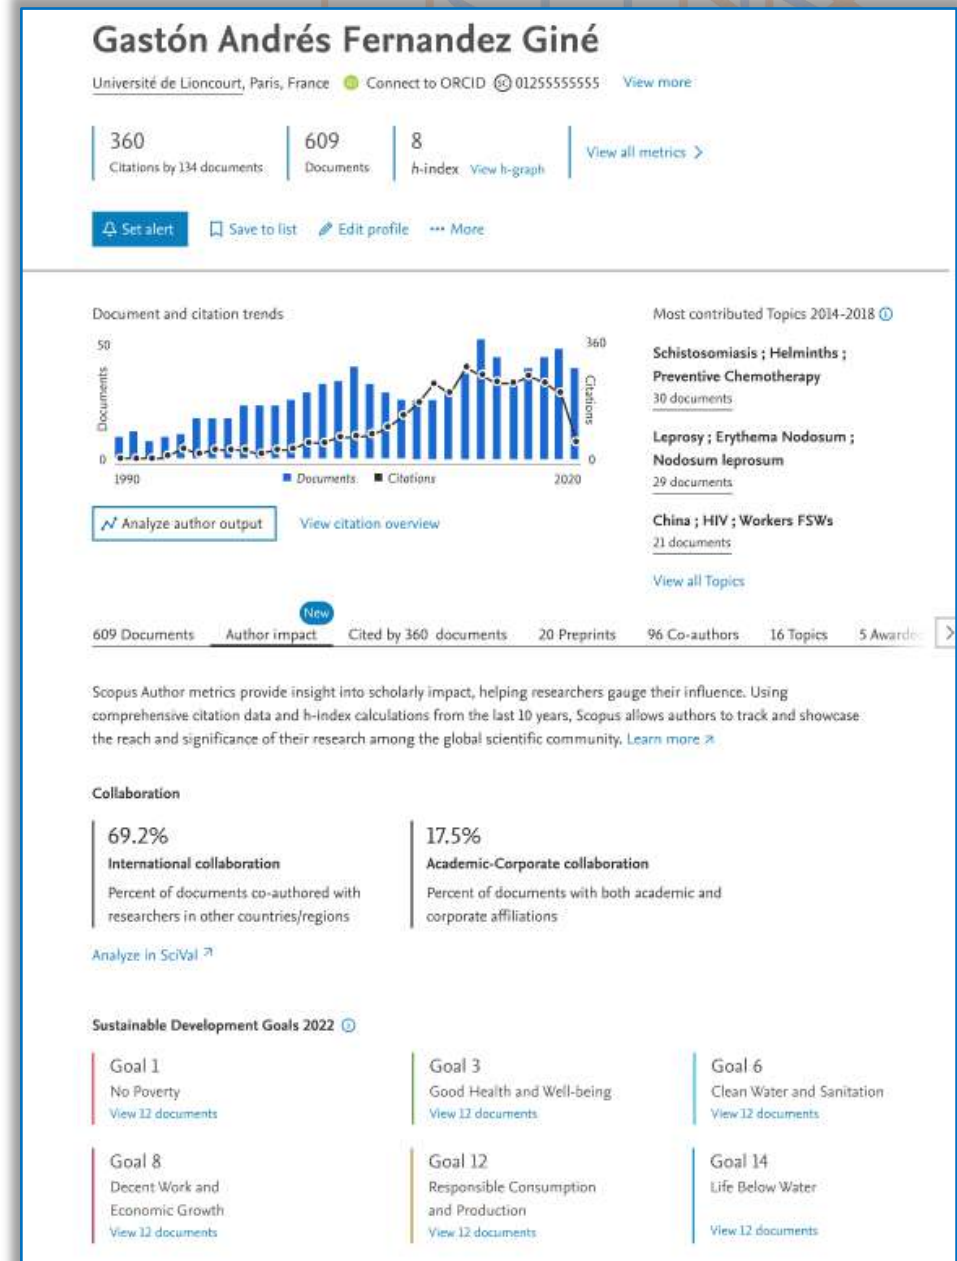 Gastón Andrés Fernandez Giné
Université de Lioncourt, Paris, France iD Connect to ORCID SC 01255555555 View more
360 609 8
Citations by 134 documents Documents h-index View h-graph View all metrics >
Set alert Save to list Edit profile ••• More
Document and citation trends
50 360
Documents Citations
0 0
1990 Documents Citations 2020
Analyze author output View citation overview
Most contributed Topics 2014-2018
Schistosomiasis ; Helminths ;
Preventive Chemotherapy
30 documents
Leprosy ; Erythema Nodosum ;
Nodosum leprosum
29 documents
China ; HIV ; Workers FSWs
21 documents
View all Topics
New
609 Documents Author impact Cited by 360 documents 20 Preprints 96 Co-authors 16 Topics 5 Awarde >
Scopus Author metrics provide insight into scholarly impact, helping researchers gauge their influence. Using
comprehensive citation data and h-index calculations from the last 10 years, Scopus allows authors to track and showcase
the reach and significance of their research among the global scientific community. Learn more
Collaboration
69.2% 17.5%
International collaboration Academic-Corporate collaboration
Percent of documents co-authored with Percent of documents with both academic and
researchers in other countries/regions corporate affiliations
Analyze in SciVal
Sustainable Development Goals 2022
Goal 1 Goal 3 Goal 6
No Poverty Good Health and Well-being Clean Water and Sanitation
View 12 documents View 12 documents View 12 documents
Goal 8 Goal 12 Goal 14
Decent Work and Responsible Consumption Life Below Water
Economic Growth and Production
View 12 documents View 12 documents View 12 documents